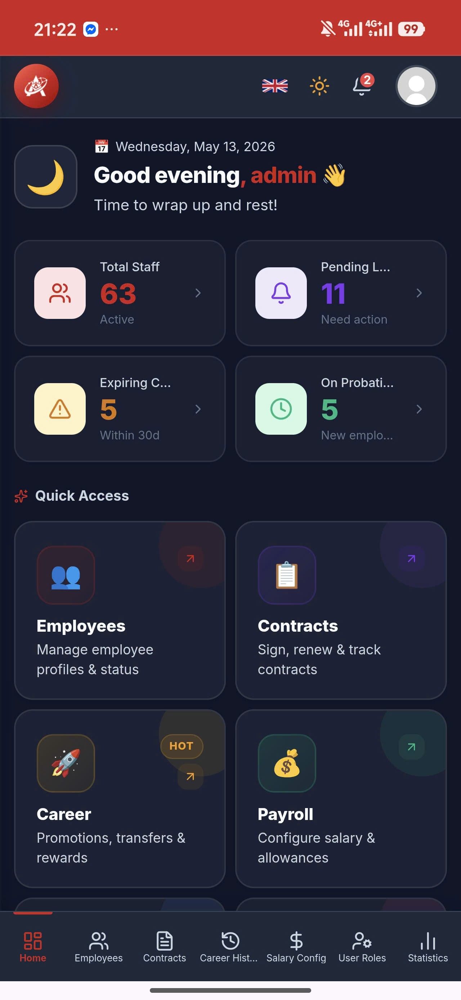 21:22 ...
4G 4G+ 99
2
July 17 Wednesday, May 13, 2026
Good evening, admin
Time to wrap up and rest!
Total Staff
63
Active
Pending L...
11
Need action
Expiring C...
5
Within 30d
On Probati...
5
New emplo...
Quick Access
Employees
Manage employee
profiles & status
Contracts
Sign, renew & track
contracts
HOT
Career
Promotions, transfers &
rewards
Payroll
Configure salary &
allowances
Home Employees Contracts Career Hist... Salary Config User Roles Statistics